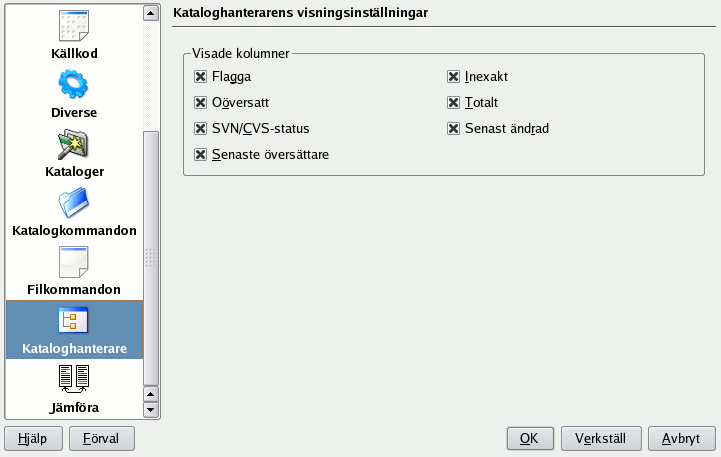 Källkod
Diverse
Kataloger
Katalogkommandon
Filkommandon
Kataloghanterare
Jämföra
Kataloghanterarens visningsinställningar
Visade kolumner
Flagga
Inexakt
Oöversatt
Totalt
SVN/CVS-status
Senast ändrad
Senaste översättare
Hjälp
Förval
OK
Verkställ
Avbryt